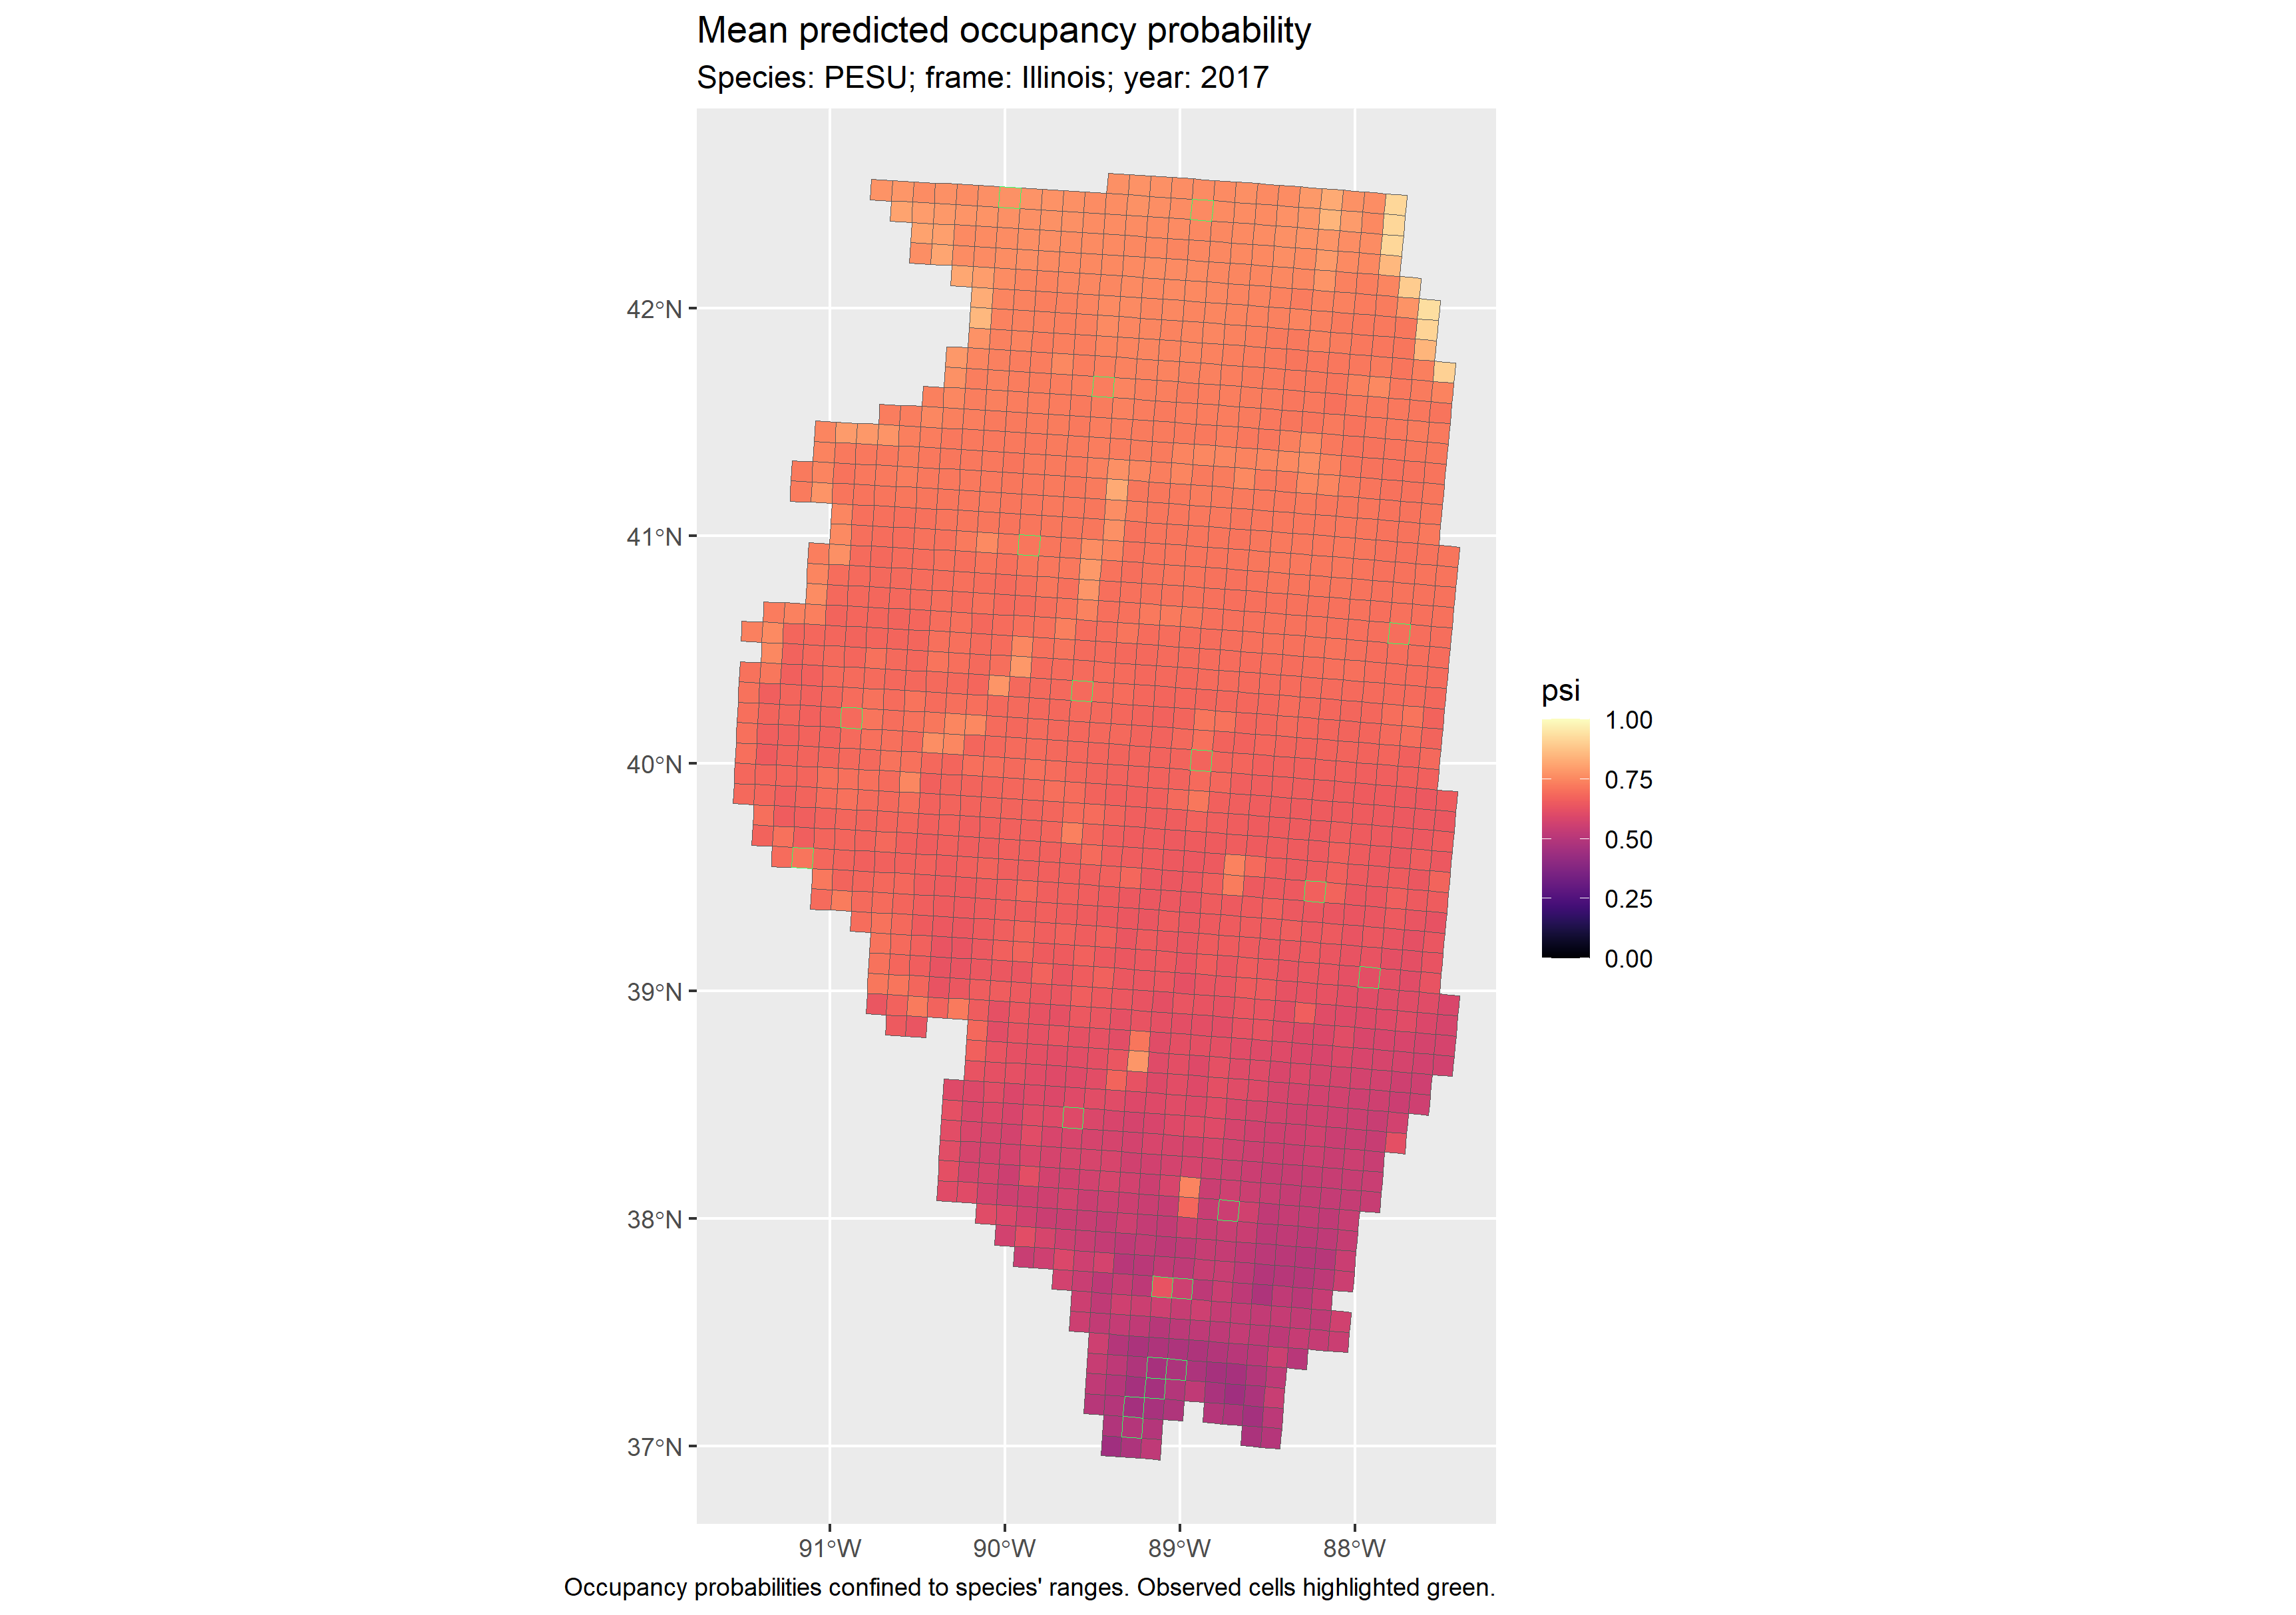 Mean predicted occupancy probability
Species: PESU; frame: Illinois; year: 2017
42°N
41°N
40°N
39°N
38°N
37°N
91°W
90°W
89°W
88°W
psi
1.00
0.75
0.50
0.25
0.00
Occupancy probabilities confined to species' ranges. Observed cells highlighted green.